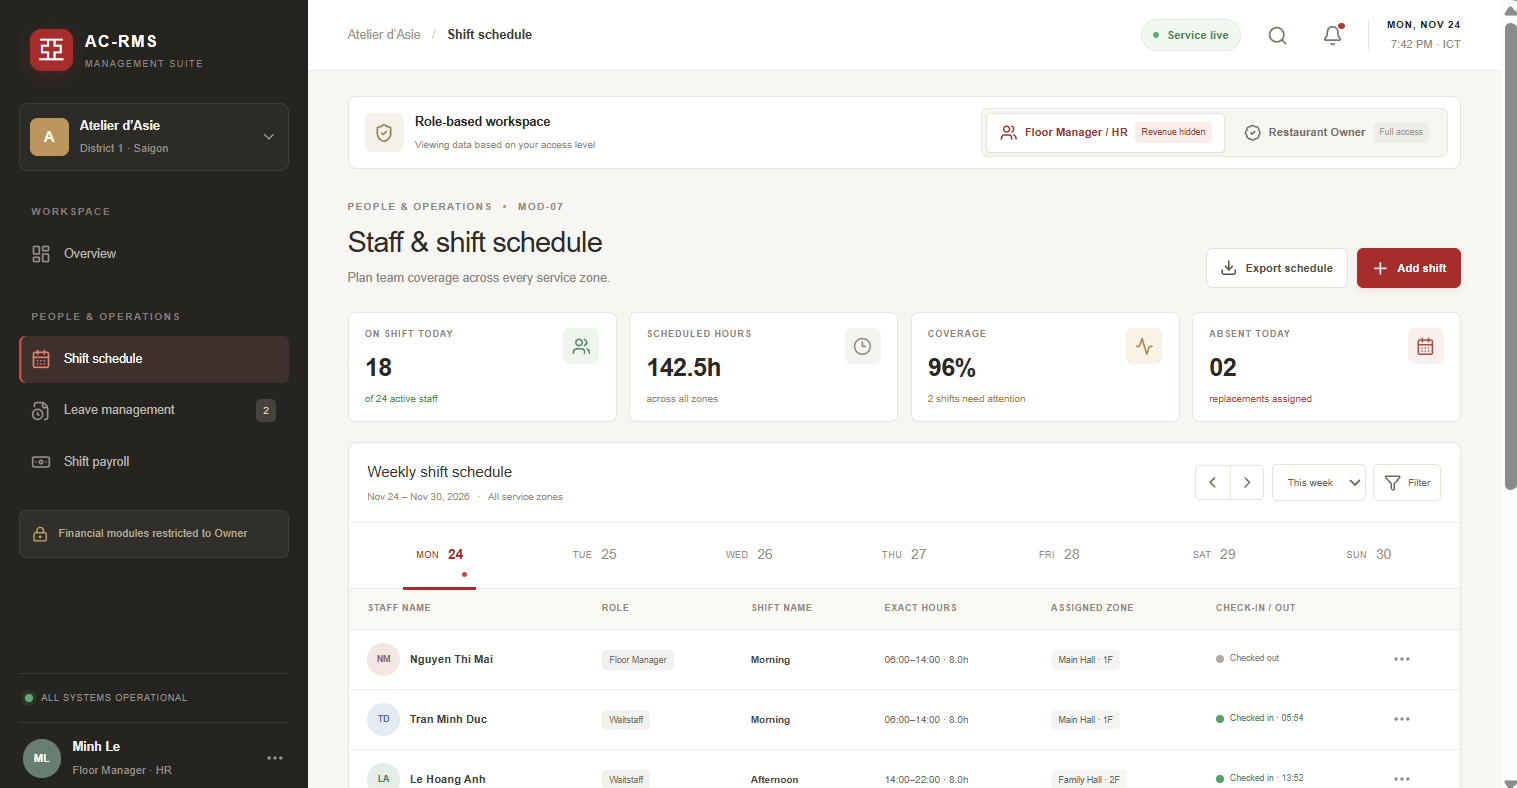 AC-RMS
MANAGEMENT SUITE
A
Atelier d'Asie
District 1 · Saigon
WORKSPACE
Overview
PEOPLE & OPERATIONS
Shift schedule
Leave management 2
Shift payroll
Financial modules restricted to Owner
ALL SYSTEMS OPERATIONAL
ML
Minh Le
Floor Manager · HR
Atelier d'Asie / Shift schedule
Service live
MON, NOV 24
7:42 PM · ICT
Role-based workspace
Viewing data based on your access level
Floor Manager / HR Revenue hidden
Restaurant Owner Full access
PEOPLE & OPERATIONS • MOD-07
Staff & shift schedule
Plan team coverage across every service zone.
Export schedule
Add shift
ON SHIFT TODAY
18
of 24 active staff
SCHEDULED HOURS
142.5h
across all zones
COVERAGE
96%
2 shifts need attention
ABSENT TODAY
02
replacements assigned
Weekly shift schedule
Nov 24 – Nov 30, 2026 · All service zones
This week
Filter
MON 24 TUE 25 WED 26 THU 27 FRI 28 SAT 29 SUN 30
STAFF NAME ROLE SHIFT NAME EXACT HOURS ASSIGNED ZONE CHECK-IN / OUT
NM Nguyen Thi Mai Floor Manager Morning 06:00–14:00 · 8.0h Main Hall · 1F Checked out
TD Tran Minh Duc Waitstaff Morning 06:00–14:00 · 8.0h Main Hall · 1F Checked in · 05:54
LA Le Hoang Anh Waitstaff Afternoon 14:00–22:00 · 8.0h Family Hall · 2F Checked in · 13:52